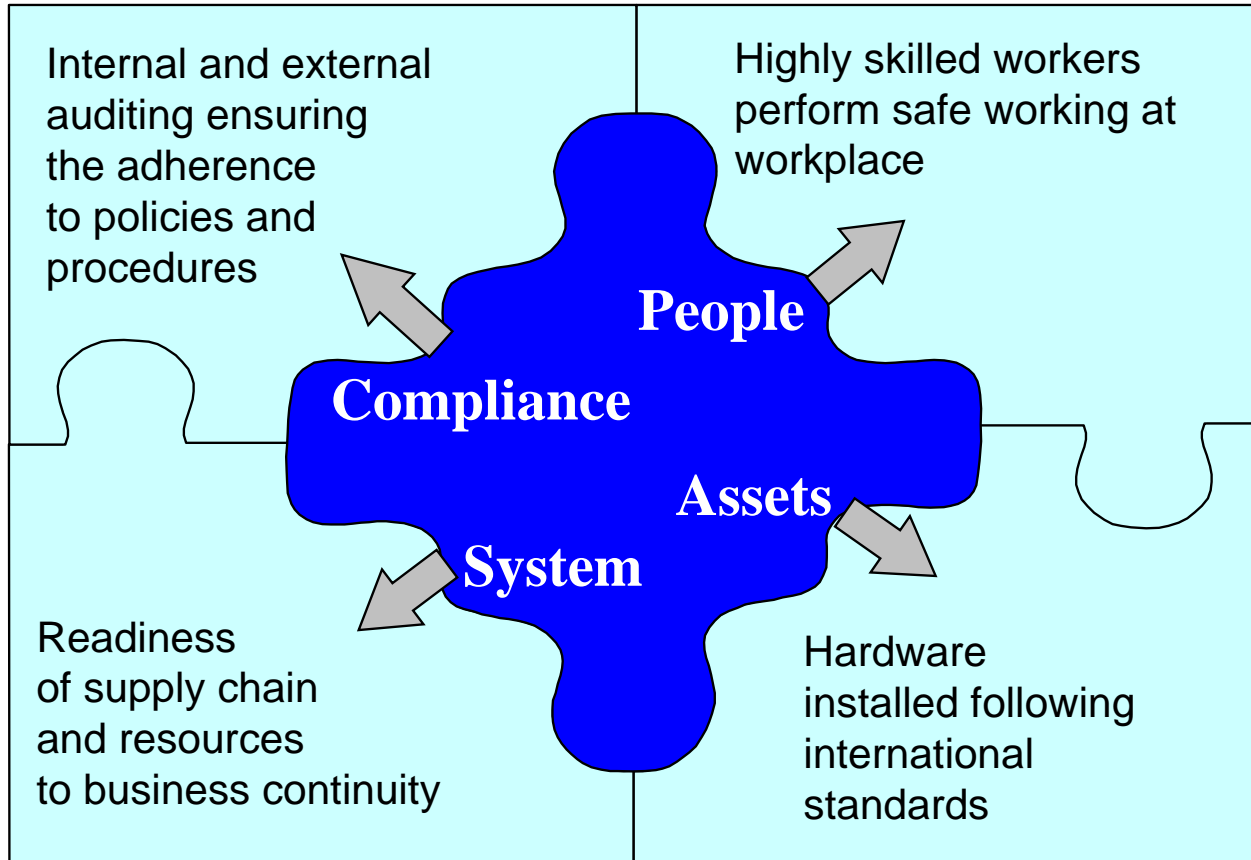 Internal and external
auditing ensuring
the adherence
to policies and
procedures
Highly skilled workers
perform safe working at
workplace
People
Compliance
Assets
System
Readiness
of supply chain
and resources
to business continuity
Hardware
installed following
international
standards